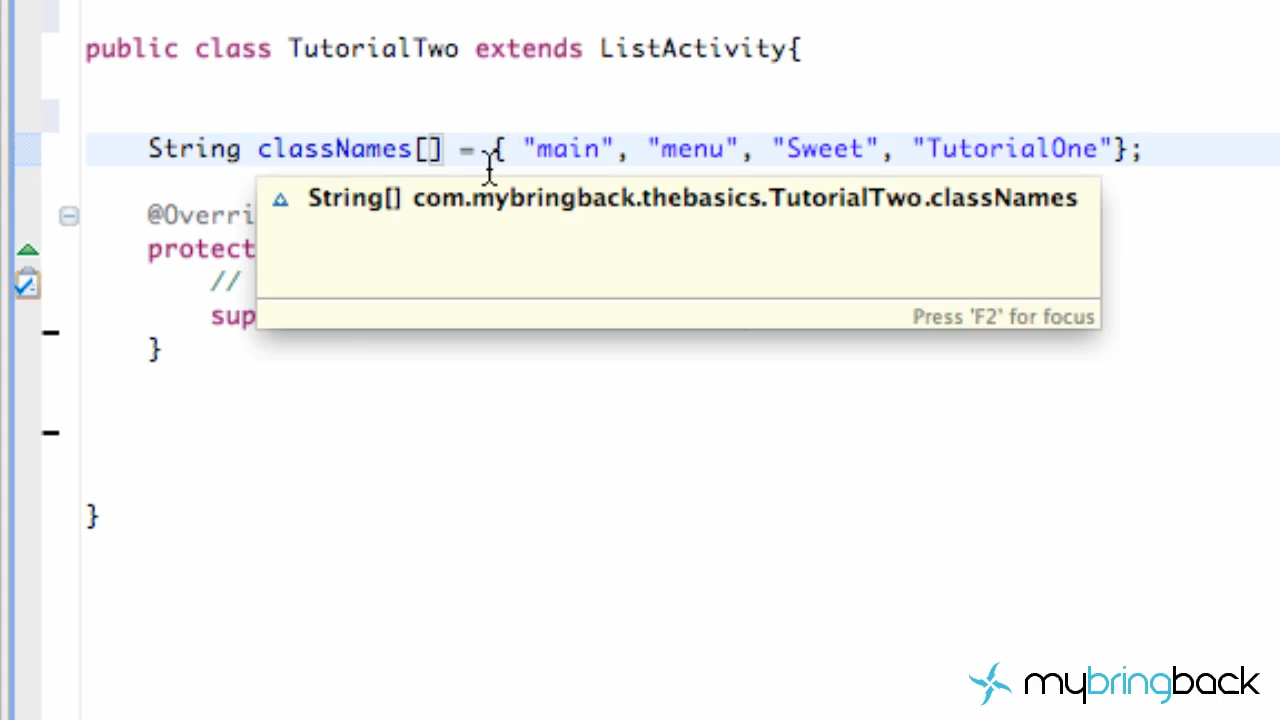 public class TutorialTwo extends ListActivity{
String classNames[] = { "main", "menu", "Sweet", "TutorialOne"};
String[] com.mybringback.thebasics.TutorialTwo.classNames
@Overri
protect
//
sup
Press 'F2' for focus
}
}
mybringback